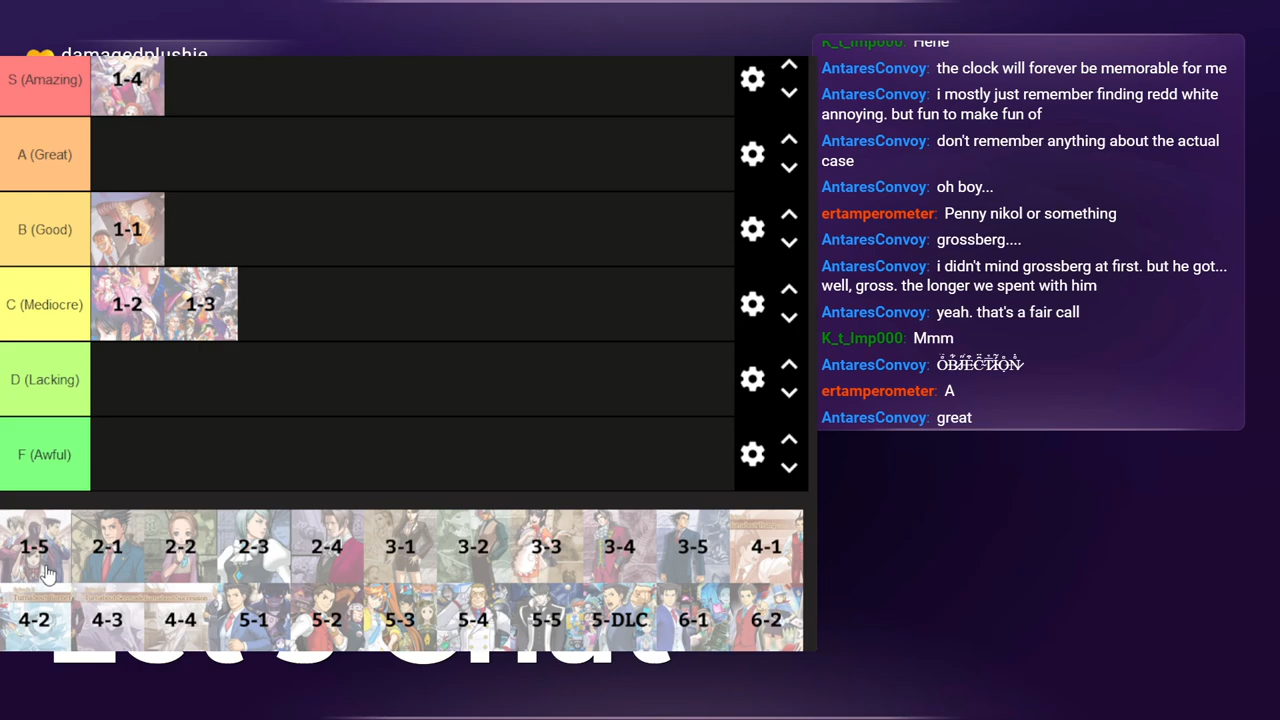 damagedplushie
S (Amazing)
1-4
A (Great)
B (Good)
1-1
C (Mediocre)
1-2 1-3
D (Lacking)
F (Awful)
1-5 2-1 2-2 2-3 2-4 3-1 3-2 3-3 3-4 3-5 4-1
4-2 4-3 4-4 5-1 5-2 5-3 5-4 5-5 5-DLC 6-1 6-2
Let's Chat
K_t_Imp000: Hehe
AntaresConvoy: the clock will forever be memorable for me
AntaresConvoy: i mostly just remember finding redd white
annoying. but fun to make fun of
AntaresConvoy: don't remember anything about the actual
case
AntaresConvoy: oh boy...
ertamperometer: Penny nikol or something
AntaresConvoy: grossberg....
AntaresConvoy: i didn't mind grossberg at first. but he got...
well, gross. the longer we spent with him
AntaresConvoy: yeah. that's a fair call
K_t_Imp000: Mmm
AntaresConvoy: OBJECTION
ertamperometer: A
AntaresConvoy: great